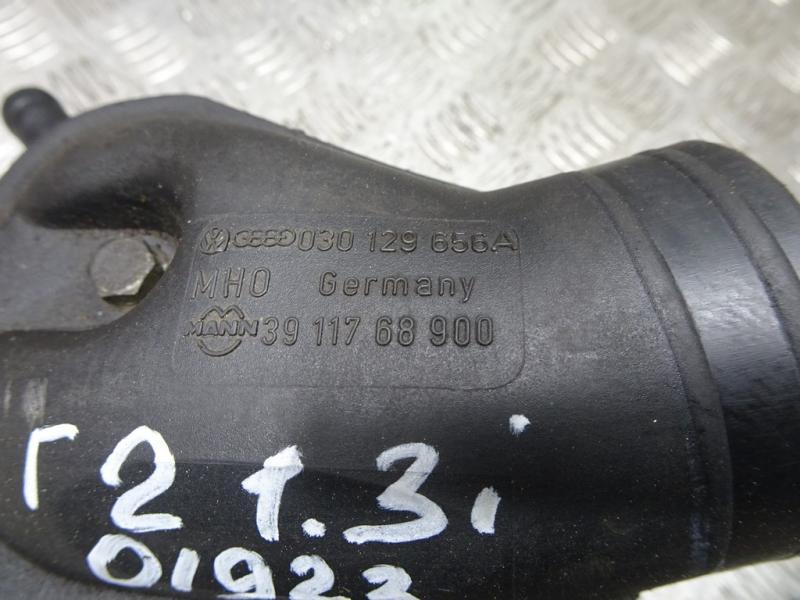 030 129 656A
MHO Germany
MANN 39 117 68 900
Г2 1.3i
01923